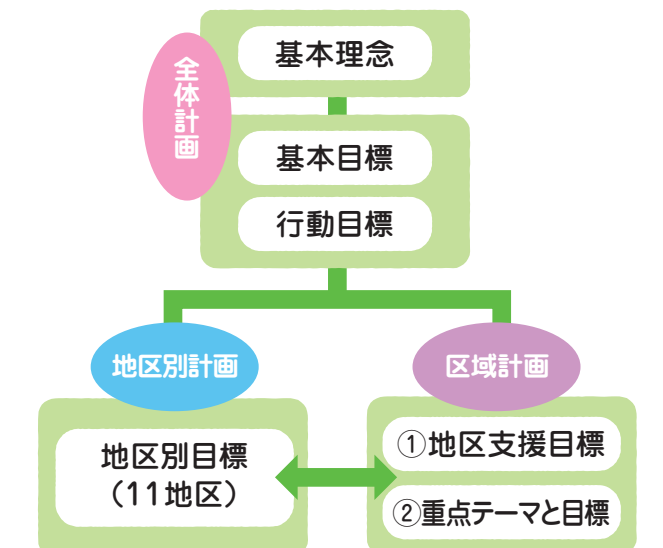 全体計画
基本理念
基本目標
行動目標
地区別計画
区域計画
地区別目標
（11地区）
①地区支援目標
②重点テーマと目標